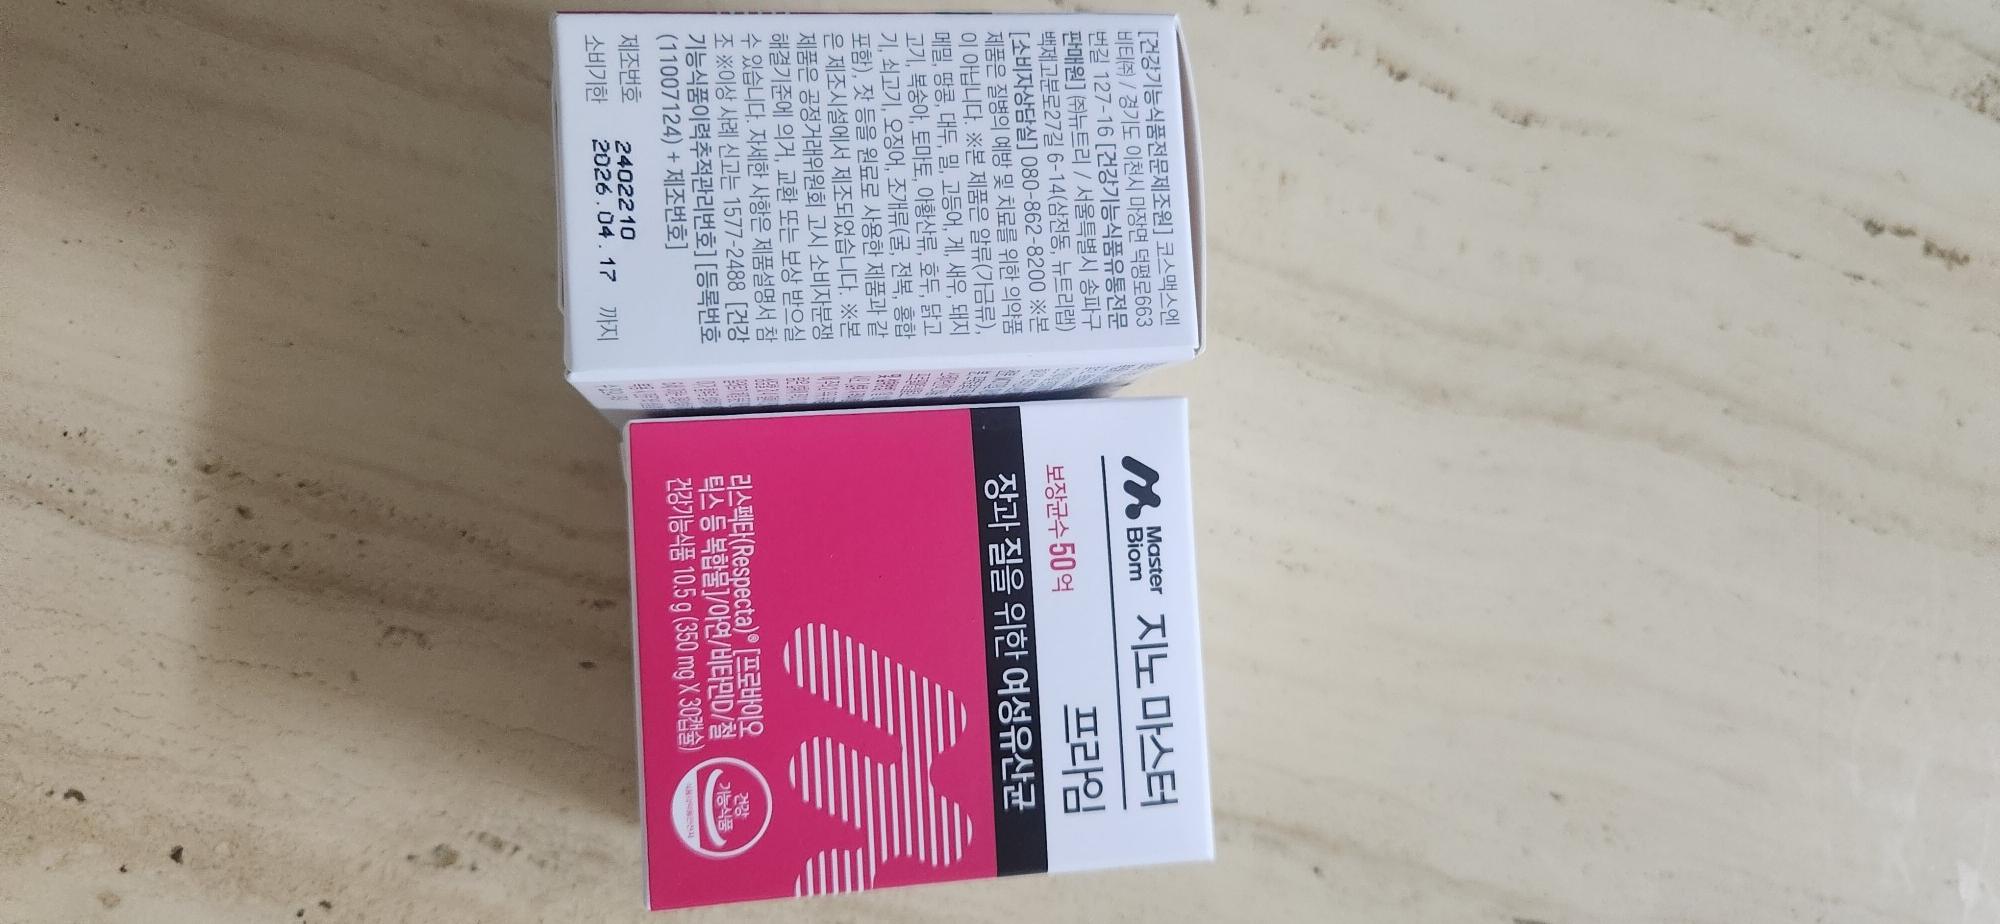 [건강기능식품전문제조원] 코스맥스엔
비티㈜ / 경기도 이천시 마장면 덕평로663
번길 127-16 [건강기능식품유통전문
판매원] ㈜뉴트리 / 서울특별시 송파구
백제고분로27길 6-14(삼전동, 뉴트리랩)
[소비자상담실] 080-862-8200 ※본
제품은 질병의 예방 및 치료를 위한 의약품
이 아닙니다. ※본 제품은 알류(가금류),
메밀, 땅콩, 대두, 밀, 고등어, 게, 새우, 돼지
고기, 복숭아, 토마토, 아황산류, 호두, 닭고
기, 쇠고기, 오징어, 조개류(굴, 전복, 홍합
포함), 잣 등을 원료로 사용한 제품과 같
은 제조시설에서 제조되었습니다. ※본
제품은 공정거래위원회 고시 소비자분쟁
해결기준에 의거, 교환 또는 보상 받으실
수 있습니다. 자세한 사항은 제품설명서 참
조 ※이상 사례 신고는 1577-2488 [건강
기능식품이력추적관리번호] [등록번호
(11007124) + 제조번호]
제조번호 2402210
소비기한 2026.04.17 까지
Master
Biom
지노 마스터
프라임
보장균수 50억
장과 질을 위한 여성유산균
리스펙타(Respecta)® [프로바이오
틱스 등 복합물]/아연/비타민D/철
건강기능식품 10.5 g (350 mg X 30캡슐)
건강
기능식품
식품의약품안전처